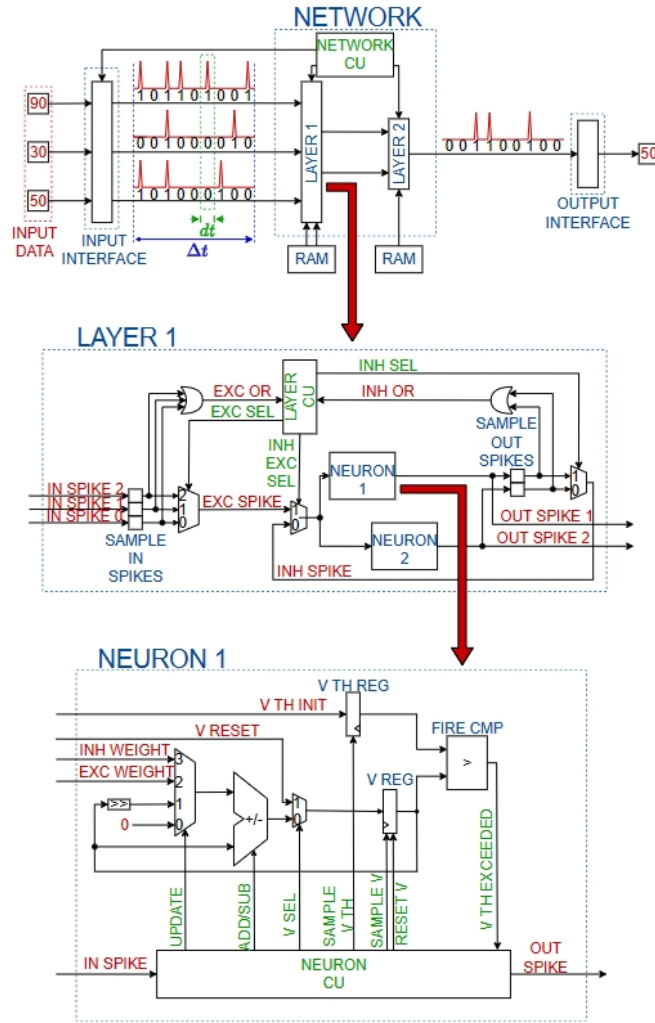 NETWORK
NETWORK
CU
90
1 0 1 1 0 1 0 0 1
30
0 0 1 0 0 0 0 1 0
50
1 0 1 0 0 0 1 0 0
LAYER 1
LAYER 2
0 0 1 1 0 0 1 0 0
50
INPUT
DATA
INPUT
INTERFACE
dt
Δt
RAM
RAM
OUTPUT
INTERFACE
LAYER 1
LAYER
CU
INH SEL
EXC OR
INH OR
EXC SEL
INH
EXC
SEL
SAMPLE
OUT
SPIKES
IN SPIKE 2
IN SPIKE 1
IN SPIKE 0
2
1
0
EXC SPIKE
1
0
NEURON
1
1
0
SAMPLE
IN
SPIKES
NEURON
2
OUT SPIKE 1
OUT SPIKE 2
INH SPIKE
NEURON 1
V TH REG
V TH INIT
V RESET
FIRE CMP
>
INH WEIGHT
EXC WEIGHT
3
2
1
0
>>
0
+/-
1
0
V REG
UPDATE
ADD/SUB
V SEL
SAMPLE
V TH
SAMPLE V
RESET V
V TH EXCEEDED
IN SPIKE
NEURON
CU
OUT
SPIKE